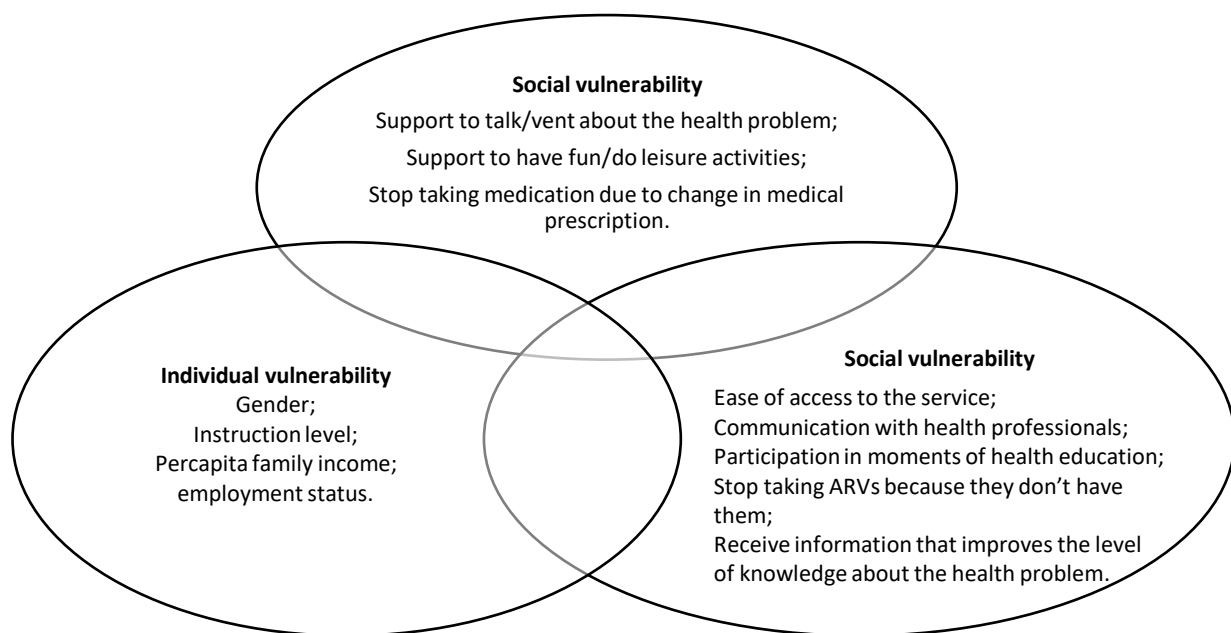 Social vulnerability
Support to talk/vent about the health problem;
Support to have fun/do leisure activities;
Stop taking medication due to change in medical
prescription.
Individual vulnerability
Gender;
Instruction level;
Percapita family income;
employment status.
Social vulnerability
Ease of access to the service;
Communication with health professionals;
Participation in moments of health education;
Stop taking ARVs because they don’t have
them;
Receive information that improves the level
of knowledge about the health problem.